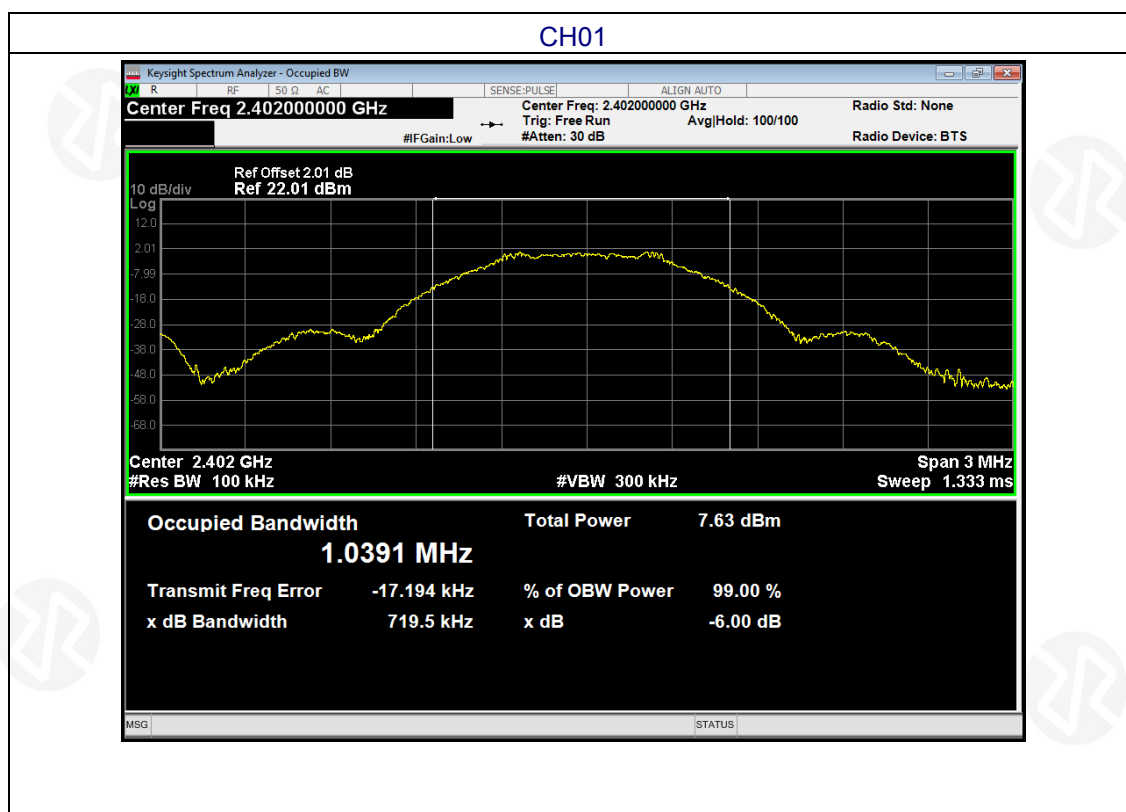 CH01
Keysight Spectrum Analyzer - Occupied BW
LXI R RF 50 Ω AC SENSE:PULSE ALIGN AUTO
Center Freq 2.402000000 GHz
#IFGain:Low
Center Freq: 2.402000000 GHz
Trig: Free Run Avg|Hold: 100/100
#Atten: 30 dB
Radio Std: None
Radio Device: BTS
Ref Offset 2.01 dB
10 dB/div Ref 22.01 dBm
Log
12.0
2.01
-7.99
-18.0
-28.0
-38.0
-48.0
-58.0
-68.0
Center 2.402 GHz Span 3 MHz
#Res BW 100 kHz #VBW 300 kHz Sweep 1.333 ms
Occupied Bandwidth Total Power 7.63 dBm
1.0391 MHz
Transmit Freq Error -17.194 kHz % of OBW Power 99.00 %
x dB Bandwidth 719.5 kHz x dB -6.00 dB
MSG STATUS